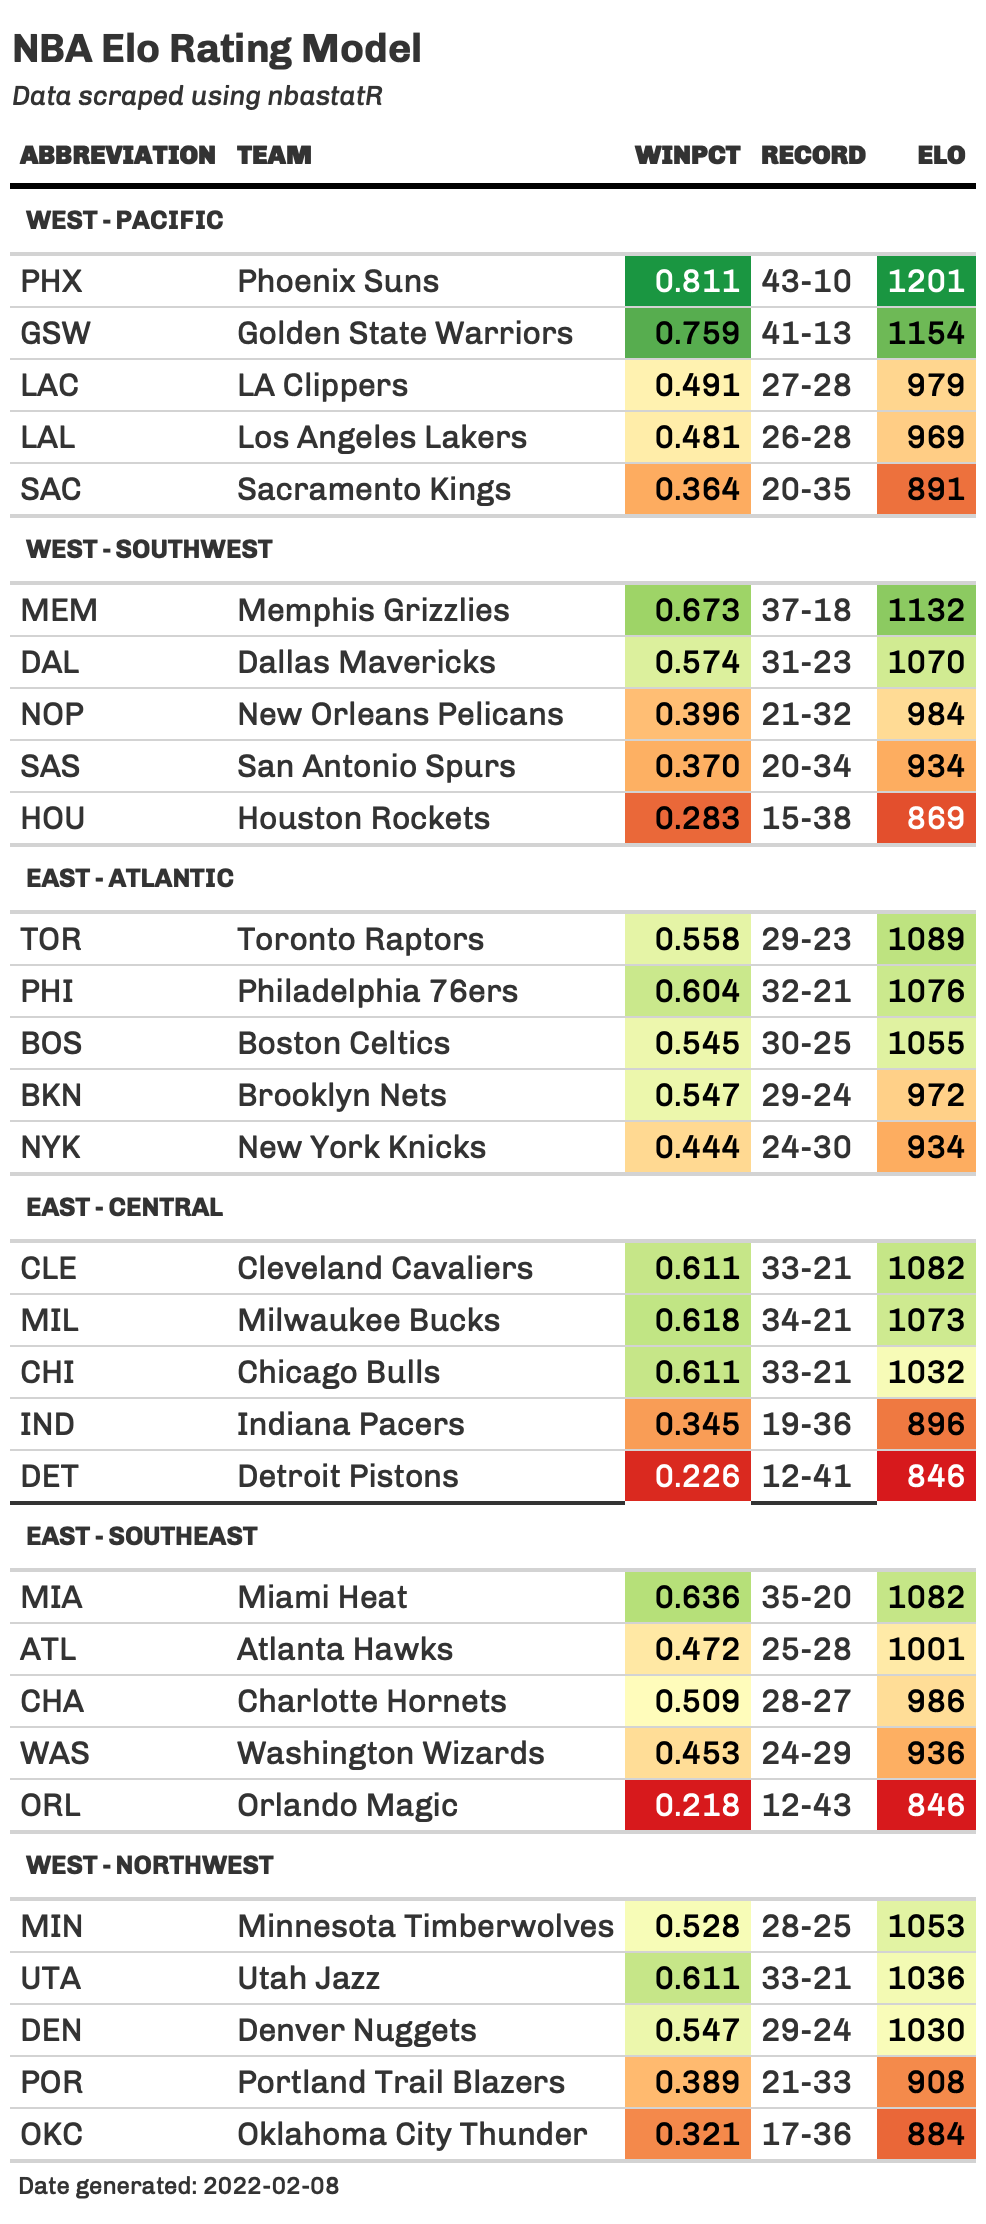 NBA Elo Rating Model
Data scraped using nbastatR
ABBREVIATION TEAM WINPCT RECORD ELO
WEST - PACIFIC
PHX Phoenix Suns 0.811 43-10 1201
GSW Golden State Warriors 0.759 41-13 1154
LAC LA Clippers 0.491 27-28 979
LAL Los Angeles Lakers 0.481 26-28 969
SAC Sacramento Kings 0.364 20-35 891
WEST - SOUTHWEST
MEM Memphis Grizzlies 0.673 37-18 1132
DAL Dallas Mavericks 0.574 31-23 1070
NOP New Orleans Pelicans 0.396 21-32 984
SAS San Antonio Spurs 0.370 20-34 934
HOU Houston Rockets 0.283 15-38 869
EAST - ATLANTIC
TOR Toronto Raptors 0.558 29-23 1089
PHI Philadelphia 76ers 0.604 32-21 1076
BOS Boston Celtics 0.545 30-25 1055
BKN Brooklyn Nets 0.547 29-24 972
NYK New York Knicks 0.444 24-30 934
EAST - CENTRAL
CLE Cleveland Cavaliers 0.611 33-21 1082
MIL Milwaukee Bucks 0.618 34-21 1073
CHI Chicago Bulls 0.611 33-21 1032
IND Indiana Pacers 0.345 19-36 896
DET Detroit Pistons 0.226 12-41 846
EAST - SOUTHEAST
MIA Miami Heat 0.636 35-20 1082
ATL Atlanta Hawks 0.472 25-28 1001
CHA Charlotte Hornets 0.509 28-27 986
WAS Washington Wizards 0.453 24-29 936
ORL Orlando Magic 0.218 12-43 846
WEST - NORTHWEST
MIN Minnesota Timberwolves 0.528 28-25 1053
UTA Utah Jazz 0.611 33-21 1036
DEN Denver Nuggets 0.547 29-24 1030
POR Portland Trail Blazers 0.389 21-33 908
OKC Oklahoma City Thunder 0.321 17-36 884
Date generated: 2022-02-08